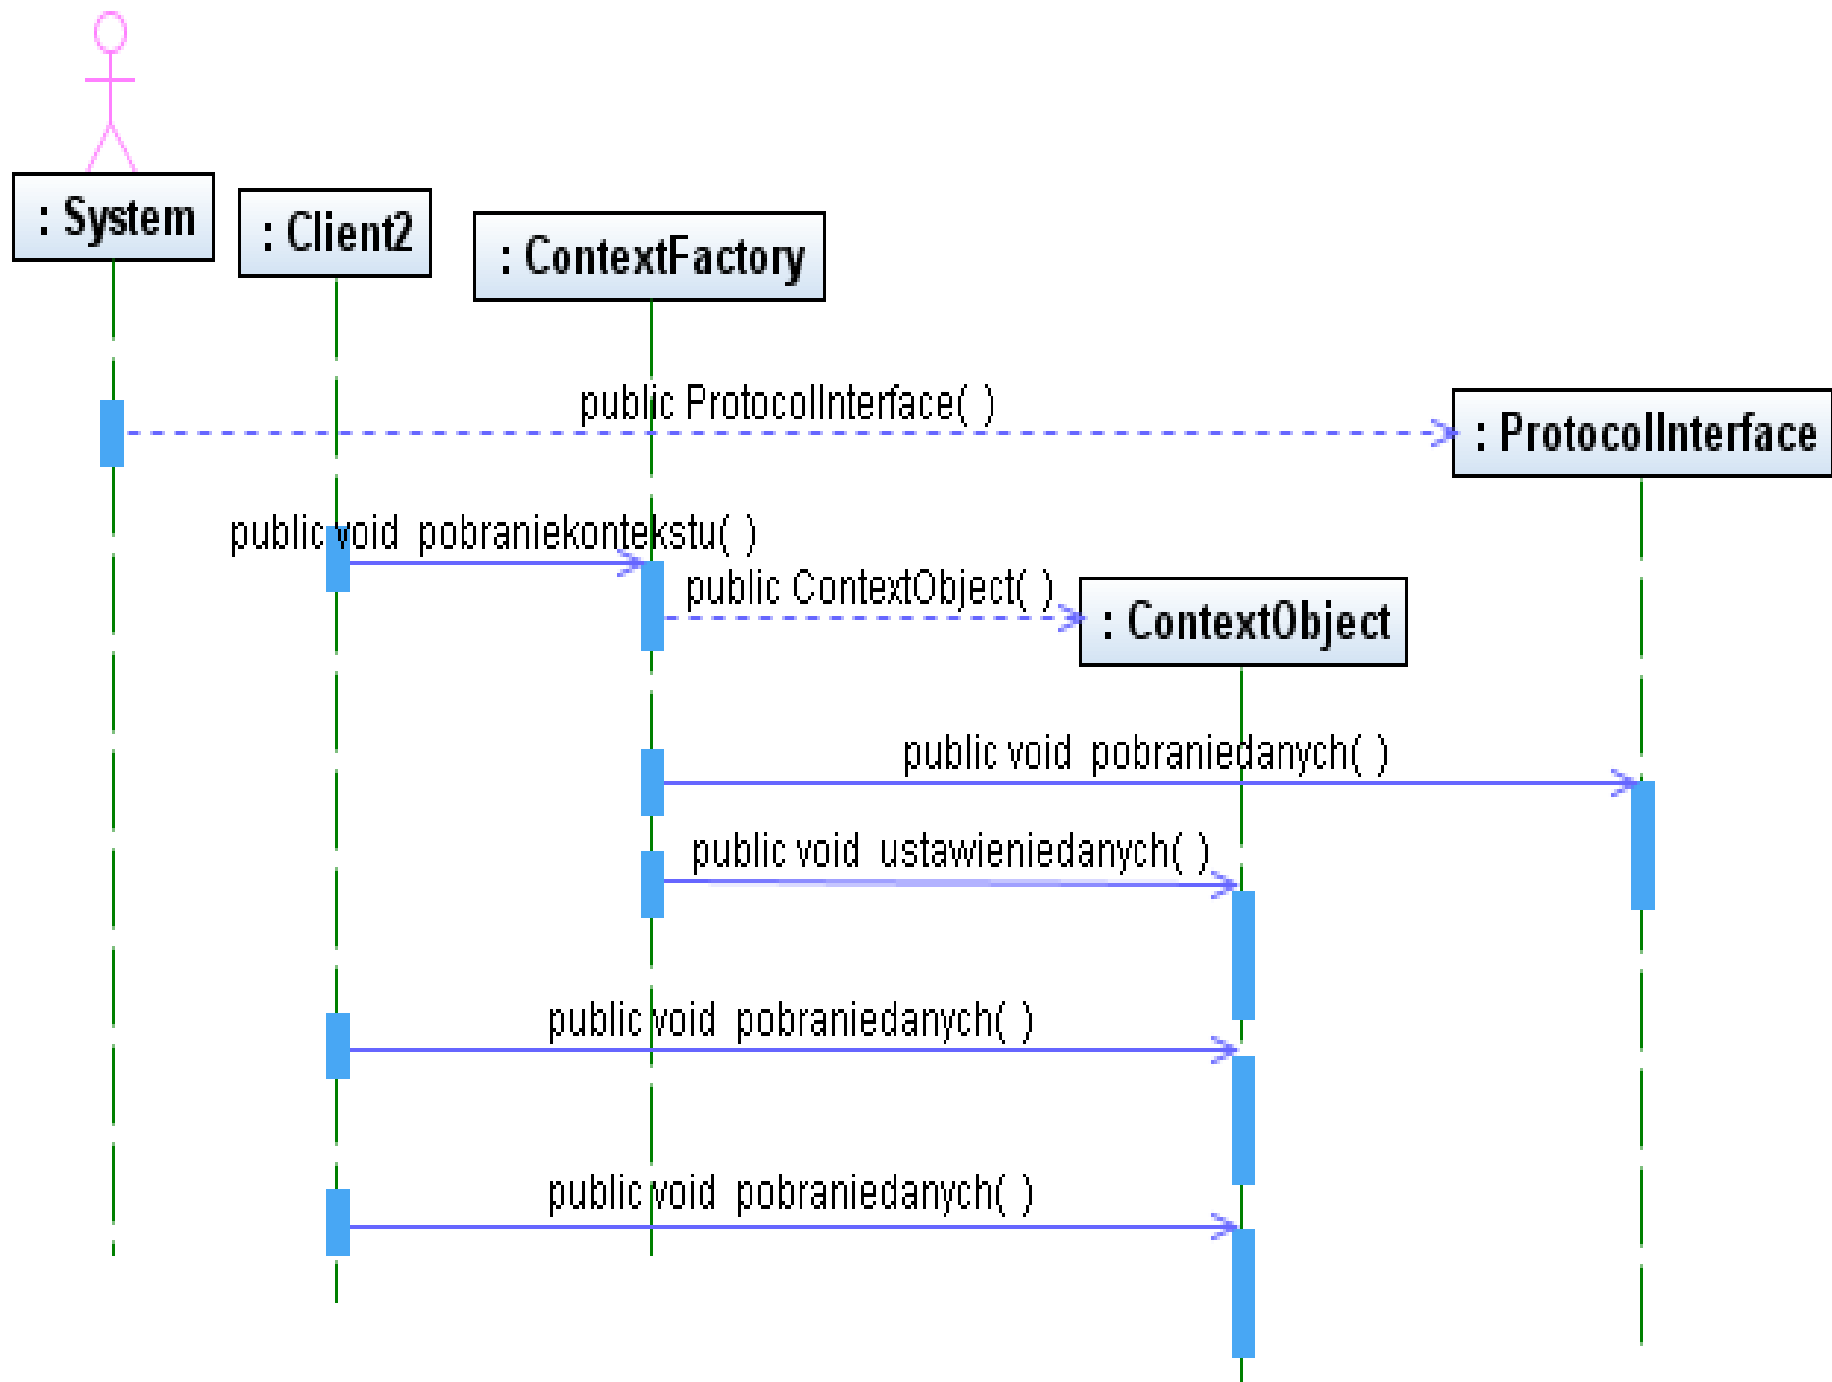 : System
: Client2
: ContextFactory
public ProtocolInterface( )
: ProtocolInterface
public void pobraniekontekstu( )
public ContextObject( )
: ContextObject
public void pobraniedanych( )
public void ustawieniedanych( )
public void pobraniedanych( )
public void pobraniedanych( )